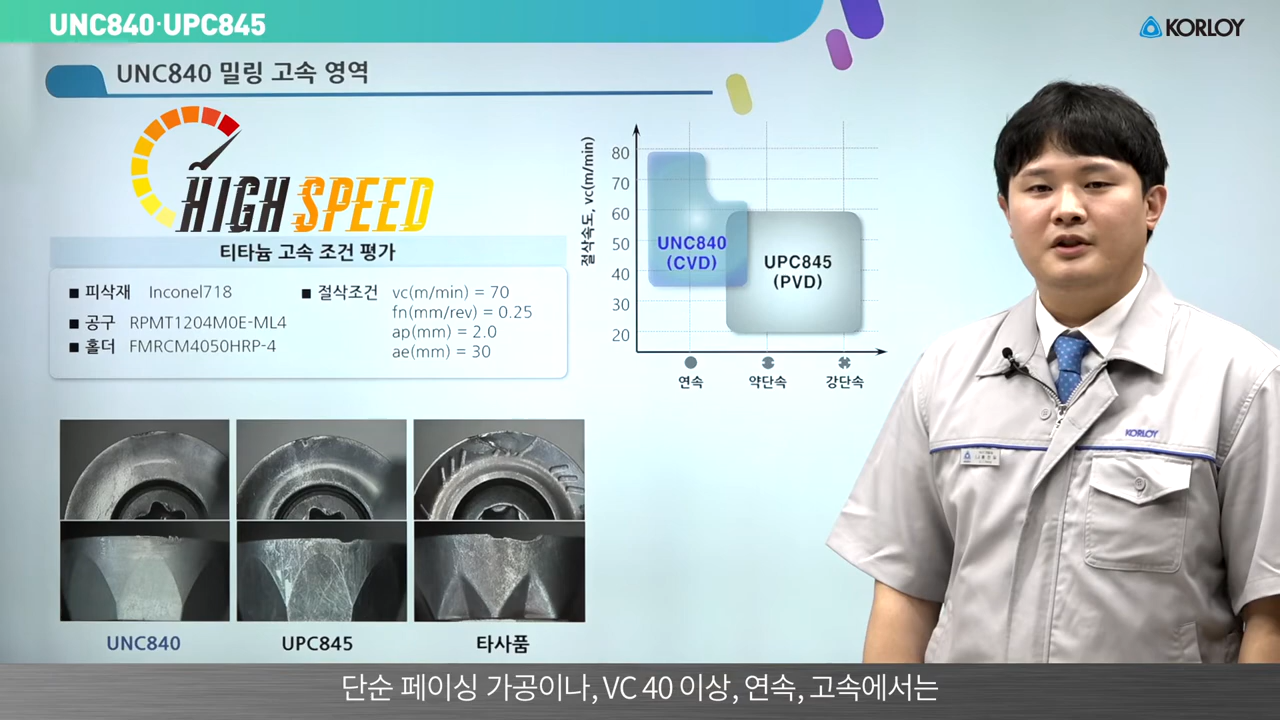 UNC840·UPC845
KORLOY
UNC840 밀링 고속 영역
HIGH SPEED
티타늄 고속 조건 평가
■ 피삭재 Inconel718
■ 공구 RPMT1204M0E-ML4
■ 홀더 FMRCM4050HRP-4
■ 절삭조건 vc(m/min) = 70
fn(mm/rev) = 0.25
ap(mm) = 2.0
ae(mm) = 30
절삭속도, vc(m/min)
80
70
60
50
40
30
20
UNC840
(CVD)
UPC845
(PVD)
연속
약단속
강단속
KORLOY
UNC840
UPC845
타사품
단순 페이싱 가공이나, VC 40 이상, 연속, 고속에서는